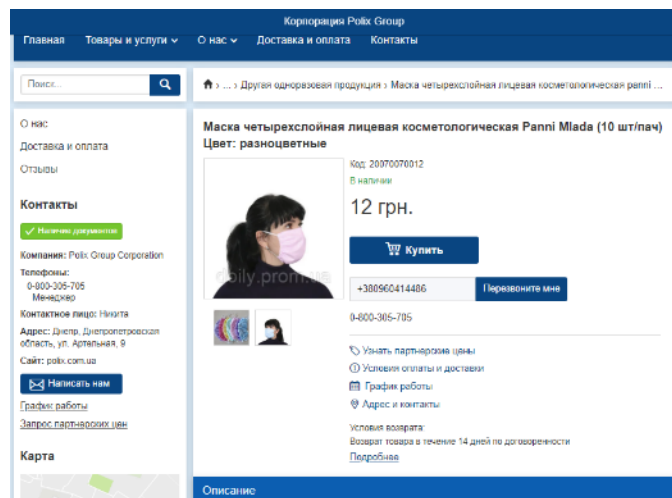 Корпорация Polix Group
Главная Товары и услуги О нас Доставка и оплата Контакты
Поиск...
... Другая одноразовая продукция Маска четырехслойная лицевая косметологическая panni ...
О нас
Доставка и оплата
Отзывы
Контакты
Наличие документов
Компания: Polix Group Corporation
Телефоны:
0-800-305-705
Менеджер
Контактное лицо: Никита
Адрес: Днепр, Днепропетровская
область, ул. Артельная, 9
Сайт: polix.com.ua
Написать нам
График работы
Запрос партнерских цен
Карта
Маска четырехслойная лицевая косметологическая Panni Mlada (10 шт/пач)
Цвет: разноцветные
doily.prom.ua
Код: 20070070012
В наличии
12 грн.
Купить
+380960414486 Перезвоните мне
0-800-305-705
Узнать партнерские цены
Условия оплаты и доставки
График работы
Адрес и контакты
Условия возврата:
Возврат товара в течение 14 дней по договоренности
Подробнее
Описание